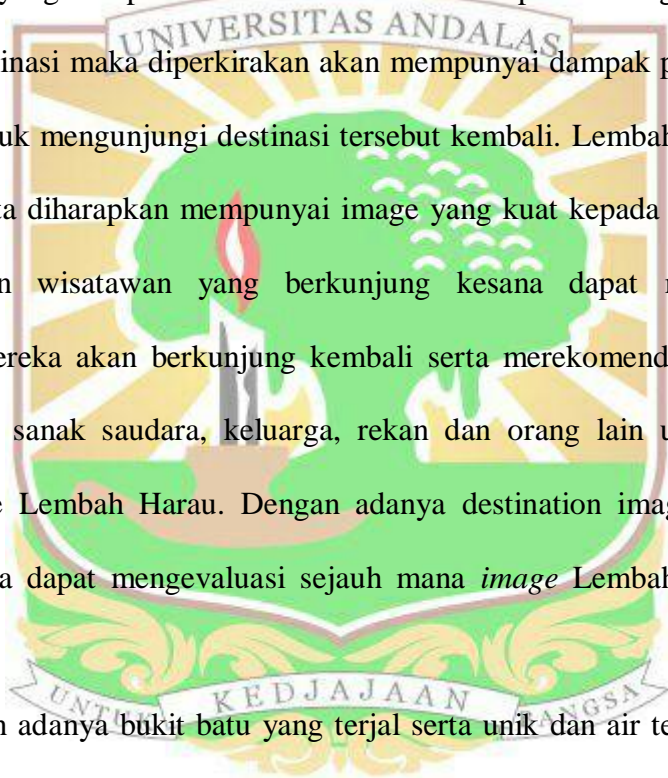 UNIVERSITAS ANDALAS
inasi maka diperkirakan akan mempunyai dampak p
uk mengunjungi destinasi tersebut kembali. Lembah
ta diharapkan mempunyai image yang kuat kepada
n wisatawan yang berkunjung kesana dapat
ereka akan berkunjung kembali serta merekomend
sanak saudara, keluarga, rekan dan orang lain u
e Lembah Harau. Dengan adanya destination imag
a dapat mengevaluasi sejauh mana image Lembah
UNTUK KEDJAJAAN BANGSA
n adanya bukit batu yang terjal serta unik dan air te